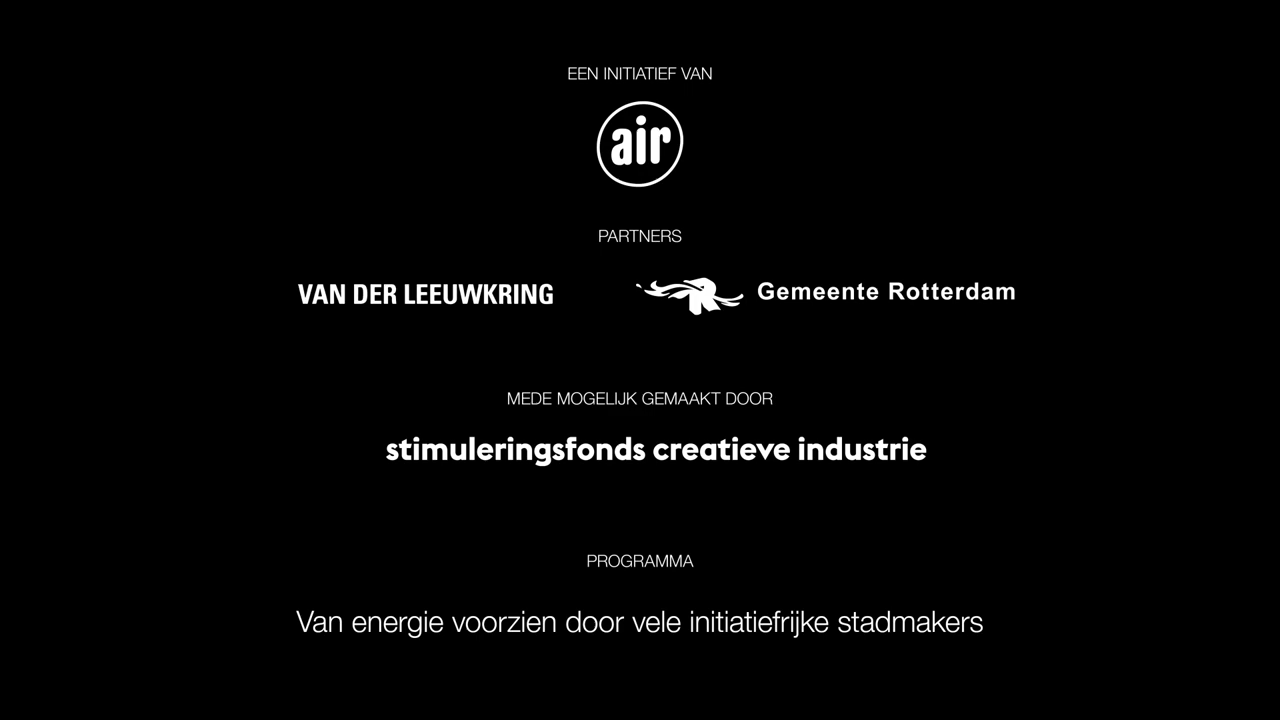 EEN INITIATIEF VAN
air
PARTNERS
VAN DER LEEUWKRING
Gemeente Rotterdam
MEDE MOGELIJK GEMAAKT DOOR
stimuleringsfonds creatieve industrie
PROGRAMMA
Van energie voorzien door vele initiatiefrijke stadmakers